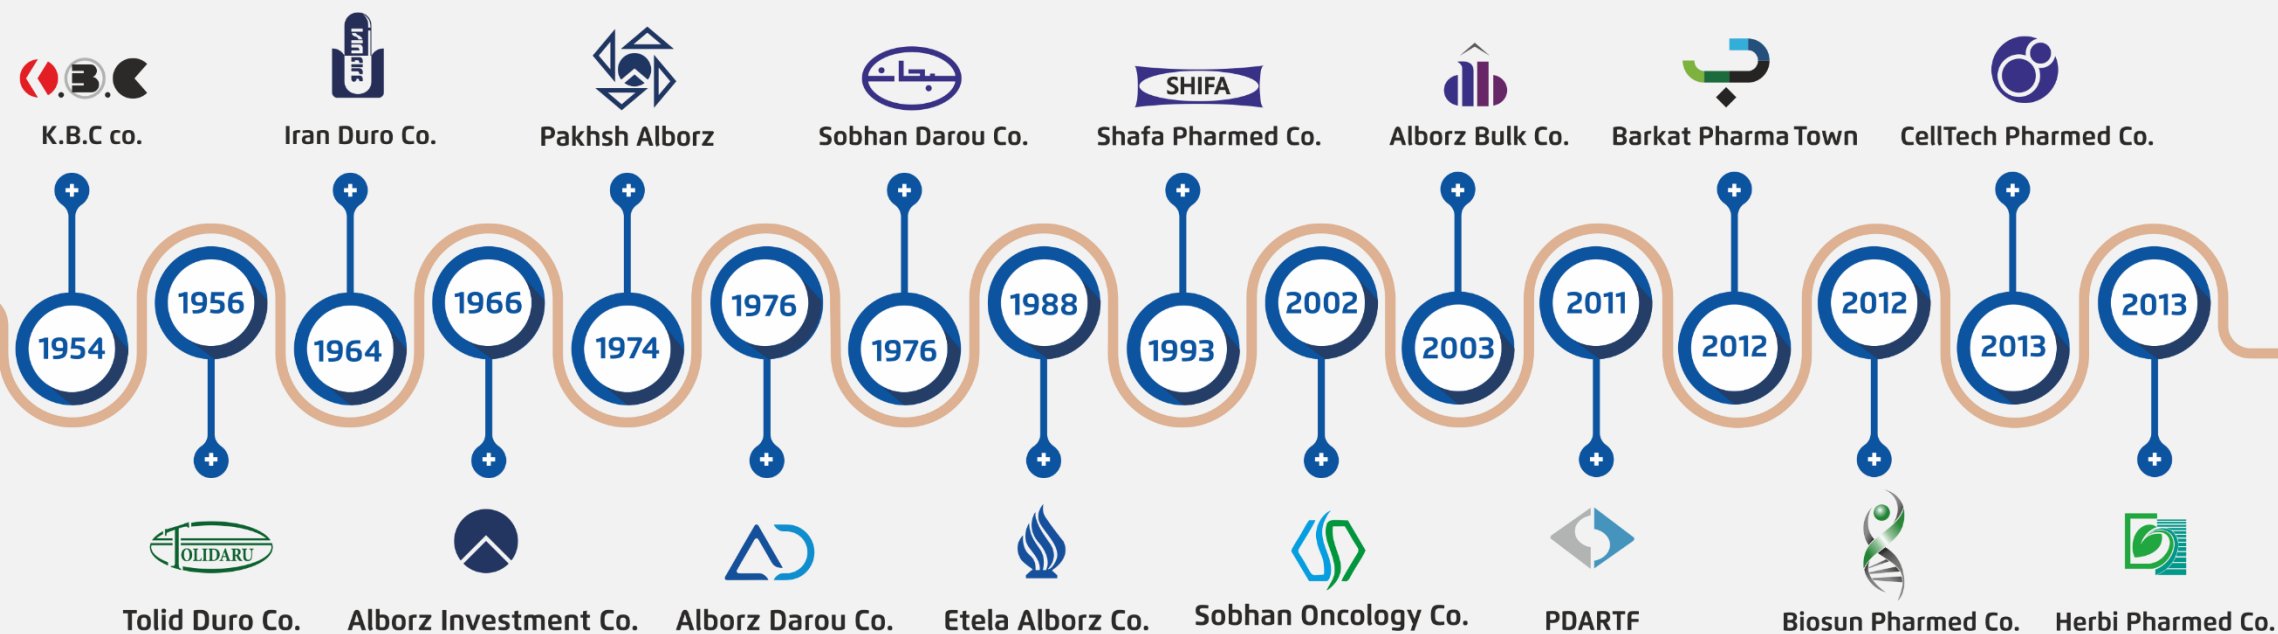 K.B.C
SHIFA
سبحان
K.B.C co.
Iran Duro Co.
Pakhsh Alborz
Sobhan Darou Co.
Shafa Pharmed Co.
Alborz Bulk Co.
Barkat Pharma Town
CellTech Pharmed Co.
1956
1966
1976
1988
2002
2011
2012
2013
1954
1964
1974
1976
1993
2003
2012
2013
TOLIDARU
Tolid Duro Co.
Alborz Investment Co.
Alborz Darou Co.
Etela Alborz Co.
Sobhan Oncology Co.
PDARTF
Biosun Pharmed Co.
Herbi Pharmed Co.